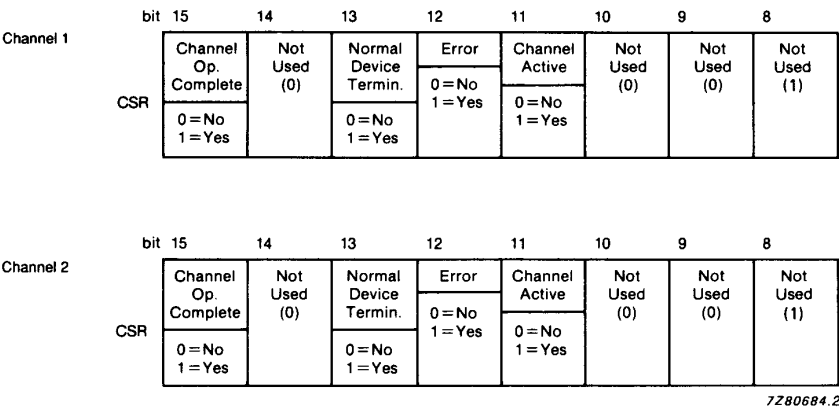 bit 15 14 13 12 11 10 9 8
Channel 1
CSR
Channel Op. Complete
0=No
1=Yes
Not Used (0)
Normal Device Termin.
0=No
1=Yes
Error
0=No
1=Yes
Channel Active
0=No
1=Yes
Not Used (0)
Not Used (0)
Not Used (1)
bit 15 14 13 12 11 10 9 8
Channel 2
CSR
Channel Op. Complete
0=No
1=Yes
Not Used (0)
Normal Device Termin.
0=No
1=Yes
Error
0=No
1=Yes
Channel Active
0=No
1=Yes
Not Used (0)
Not Used (0)
Not Used (1)
7Z80684.2